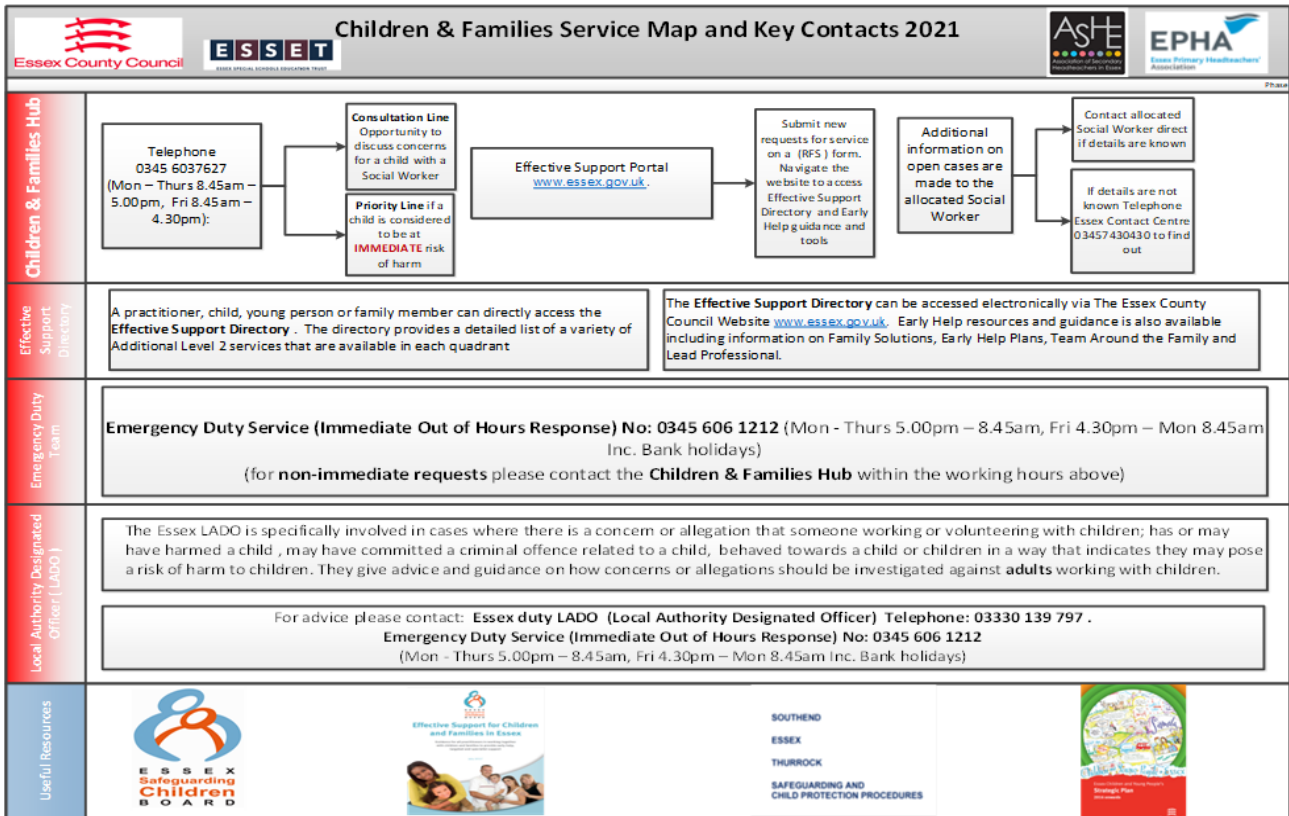 Children & Families Service Map and Key Contacts 2021
Essex County Council
ESSET
ESSEX SPECIAL SCHOOLS EDUCATION TRUST
ASHE
Association of Secondary
Headteachers in Essex
EPHA
Essex Primary Headteachers'
Association
Phase
Children & Families Hub
Telephone
0345 6037627
(Mon – Thurs 8.45am –
5.00pm, Fri 8.45am –
4.30pm):
Consultation Line
Opportunity to
discuss concerns
for a child with a
Social Worker
Priority Line if a
child is considered
to be at
IMMEDIATE risk
of harm
Effective Support Portal
www.essex.gov.uk.
Submit new
requests for service
on a (RFS ) form.
Navigate the
website to access
Effective Support
Directory and Early
Help guidance and
tools
Additional
information on
open cases are
made to the
allocated Social
Worker
Contact allocated
Social Worker direct
if details are known
If details are not
known Telephone
Essex Contact Centre
03457430430 to find
out
Effective
Support
Directory
A practitioner, child, young person or family member can directly access the
Effective Support Directory . The directory provides a detailed list of a variety of
Additional Level 2 services that are available in each quadrant
The Effective Support Directory can be accessed electronically via The Essex County
Council Website www.essex.gov.uk. Early Help resources and guidance is also available
including information on Family Solutions, Early Help Plans, Team Around the Family and
Lead Professional.
Emergency Duty
Team
Emergency Duty Service (Immediate Out of Hours Response) No: 0345 606 1212 (Mon - Thurs 5.00pm – 8.45am, Fri 4.30pm – Mon 8.45am
Inc. Bank holidays)
(for non-immediate requests please contact the Children & Families Hub within the working hours above)
Local Authority Designated
Officer ( LADO )
The Essex LADO is specifically involved in cases where there is a concern or allegation that someone working or volunteering with children; has or may
have harmed a child , may have committed a criminal offence related to a child, behaved towards a child or children in a way that indicates they may pose
a risk of harm to children. They give advice and guidance on how concerns or allegations should be investigated against adults working with children.
For advice please contact: Essex duty LADO (Local Authority Designated Officer) Telephone: 03330 139 797 .
Emergency Duty Service (Immediate Out of Hours Response) No: 0345 606 1212
(Mon - Thurs 5.00pm – 8.45am, Fri 4.30pm – Mon 8.45am Inc. Bank holidays)
Useful Resources
ESSEX
Safeguarding
Children
BOARD
Effective Support for Children
and Families in Essex
SOUTHEND
ESSEX
THURROCK
SAFEGUARDING AND
CHILD PROTECTION PROCEDURES
Essex Children and Young People's
Strategic Plan